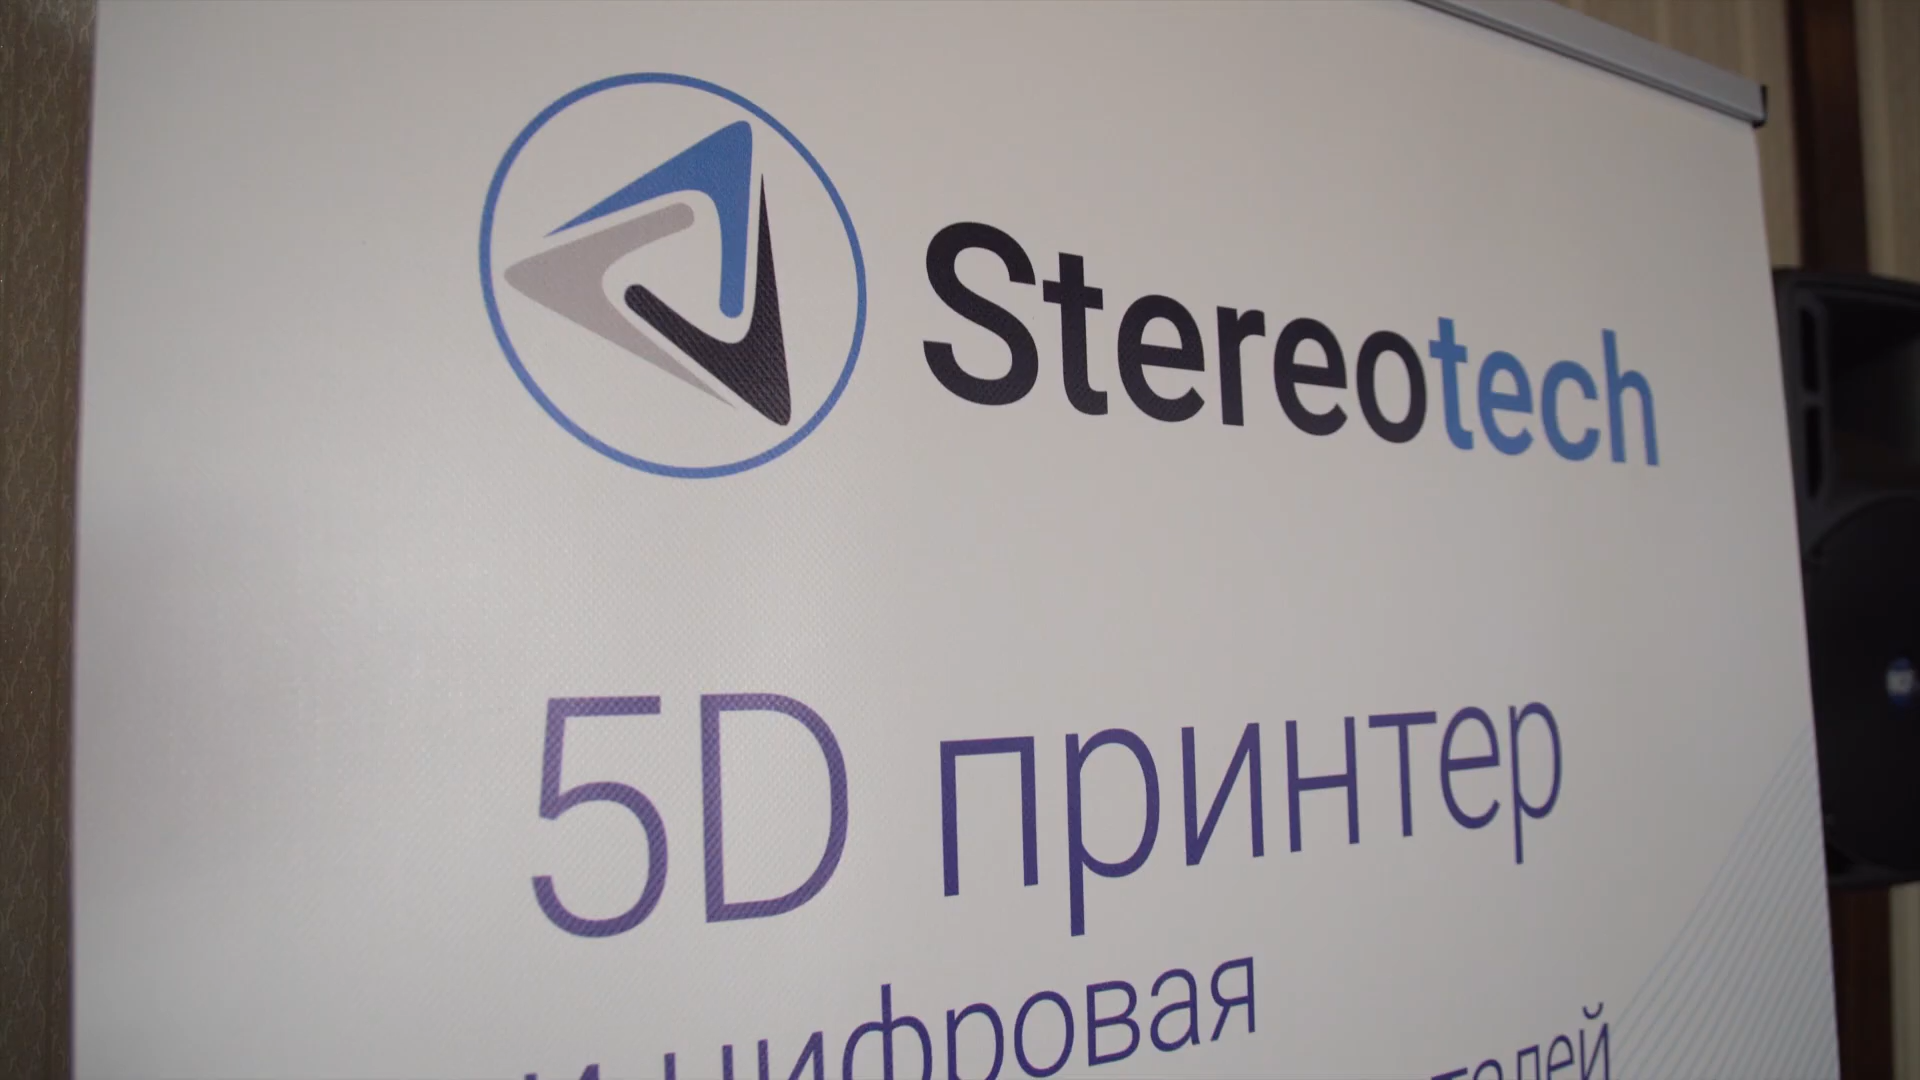 Stereotech
5D принтер
и цифровая